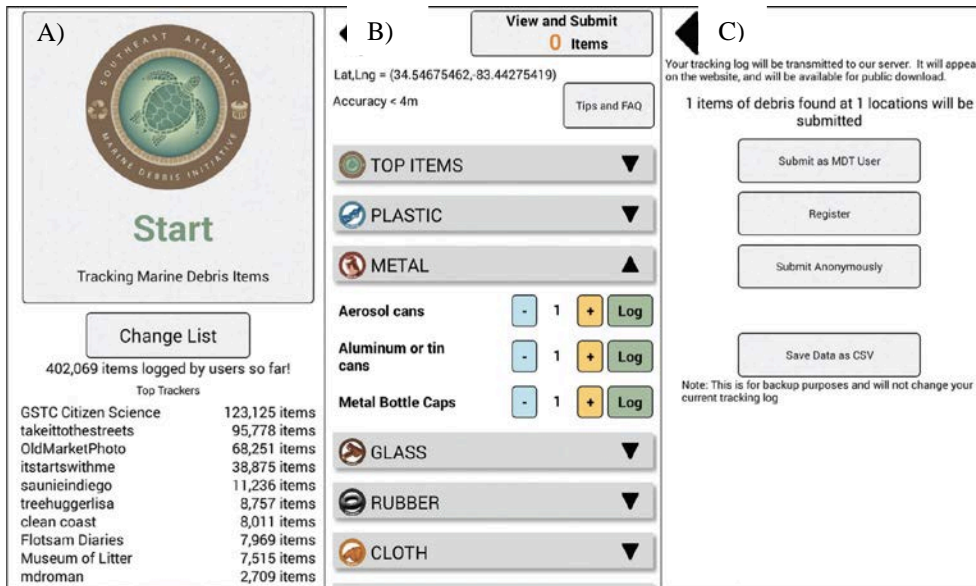 A)
SOUTHEAST ATLANTIC
MARINE DEBRIS INITIATIVE
Start
Tracking Marine Debris Items
Change List
402,069 items logged by users so far!
Top Trackers
GSTC Citizen Science 123,125 items
takeittothestreets 95,778 items
OldMarketPhoto 68,251 items
itstartswithme 38,875 items
saunieindiego 11,236 items
treehuggerlisa 8,757 items
clean coast 8,011 items
Flotsam Diaries 7,969 items
Museum of Litter 7,515 items
mdroman 2,709 items
B)
View and Submit
0 Items
Lat,Lng = (34.54675462,-83.44275419)
Accuracy < 4m
Tips and FAQ
TOP ITEMS
PLASTIC
METAL
Aerosol cans - 1 + Log
Aluminum or tin
cans - 1 + Log
Metal Bottle Caps - 1 + Log
GLASS
RUBBER
CLOTH
C)
Your tracking log will be transmitted to our server. It will appea
on the website, and will be available for public download.
1 items of debris found at 1 locations will be
submitted
Submit as MDT User
Register
Submit Anonymously
Save Data as CSV
Note: This is for backup purposes and will not change your
current tracking log